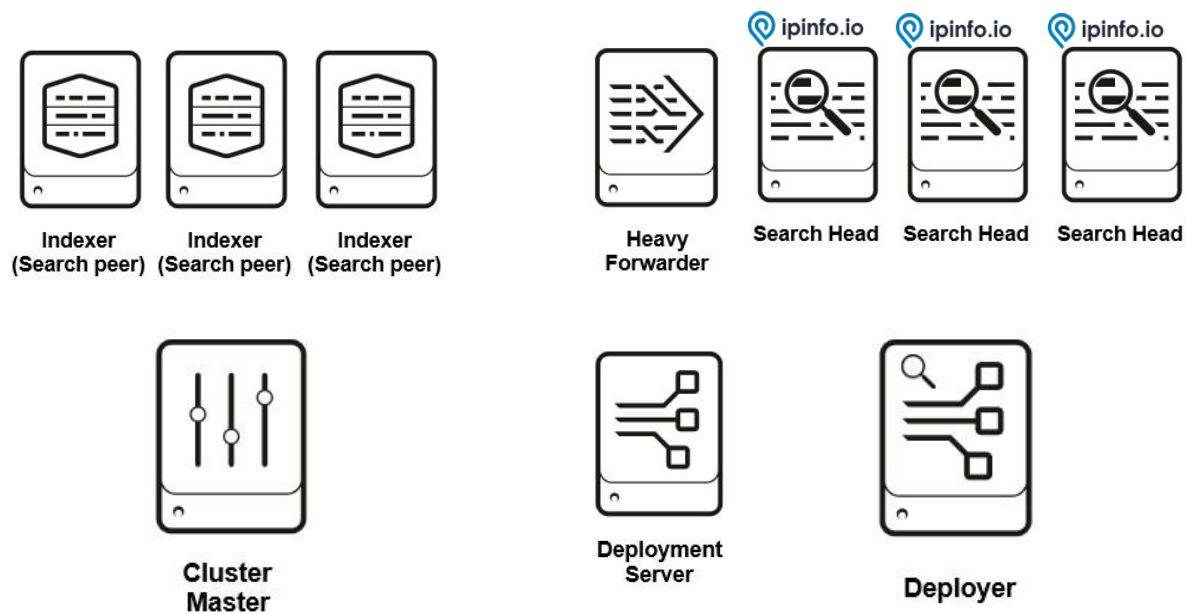 ipinfo.io
ipinfo.io
ipinfo.io
Indexer
(Search peer)
Indexer
(Search peer)
Indexer
(Search peer)
Heavy
Forwarder
Search Head
Search Head
Search Head
Cluster
Master
Deployment
Server
Deployer